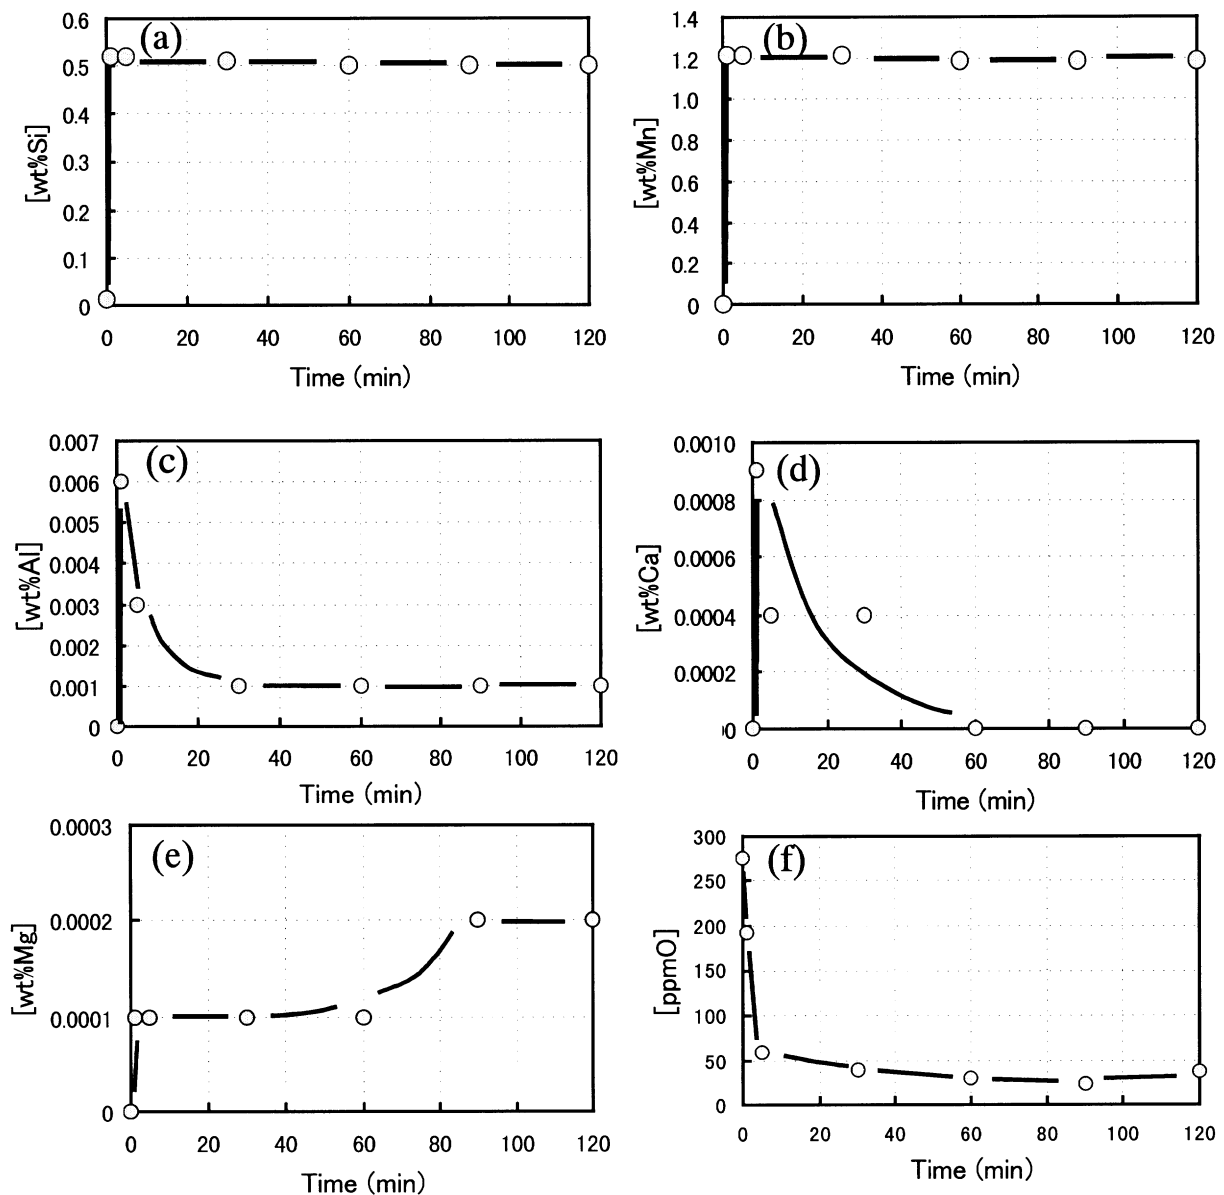 (a)
0.6
0.5
0.4
0.3
0.2
0.1
0
[wt%Si]
0 20 40 60 80 100 120
Time (min)
(b)
1.4
1.2
1.0
0.8
0.6
0.4
0.2
0
[wt%Mn]
0 20 40 60 80 100 120
Time (min)
(c)
0.007
0.006
0.005
0.004
0.003
0.002
0.001
0
[wt%Al]
0 20 40 60 80 100 120
Time (min)
(d)
0.0010
0.0008
0.0006
0.0004
0.0002
0
[wt%Ca]
0 20 40 60 80 100 120
Time (min)
(e)
0.0003
0.0002
0.0001
0
[wt%Mg]
0 20 40 60 80 100 120
Time (min)
(f)
300
250
200
150
100
50
0
[ppmO]
0 20 40 60 80 100 120
Time (min)